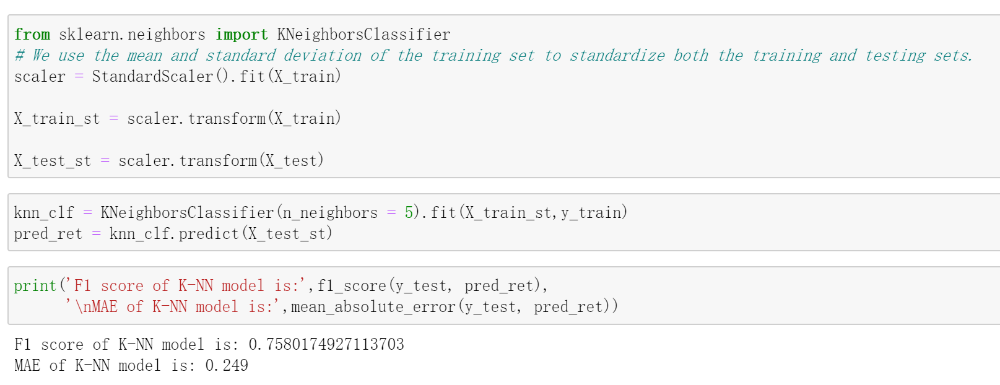 from sklearn.neighbors import KNeighborsClassifier
# We use the mean and standard deviation of the training set to standardize both the training and testing sets.
scaler = StandardScaler().fit(X_train)
X_train_st = scaler.transform(X_train)
X_test_st = scaler.transform(X_test)
knn_clf = KNeighborsClassifier(n_neighbors = 5).fit(X_train_st,y_train)
pred_ret = knn_clf.predict(X_test_st)
print('F1 score of K-NN model is:',f1_score(y_test, pred_ret),
'\nMAE of K-NN model is:',mean_absolute_error(y_test, pred_ret))
F1 score of K-NN model is: 0.7580174927113703
MAE of K-NN model is: 0.249